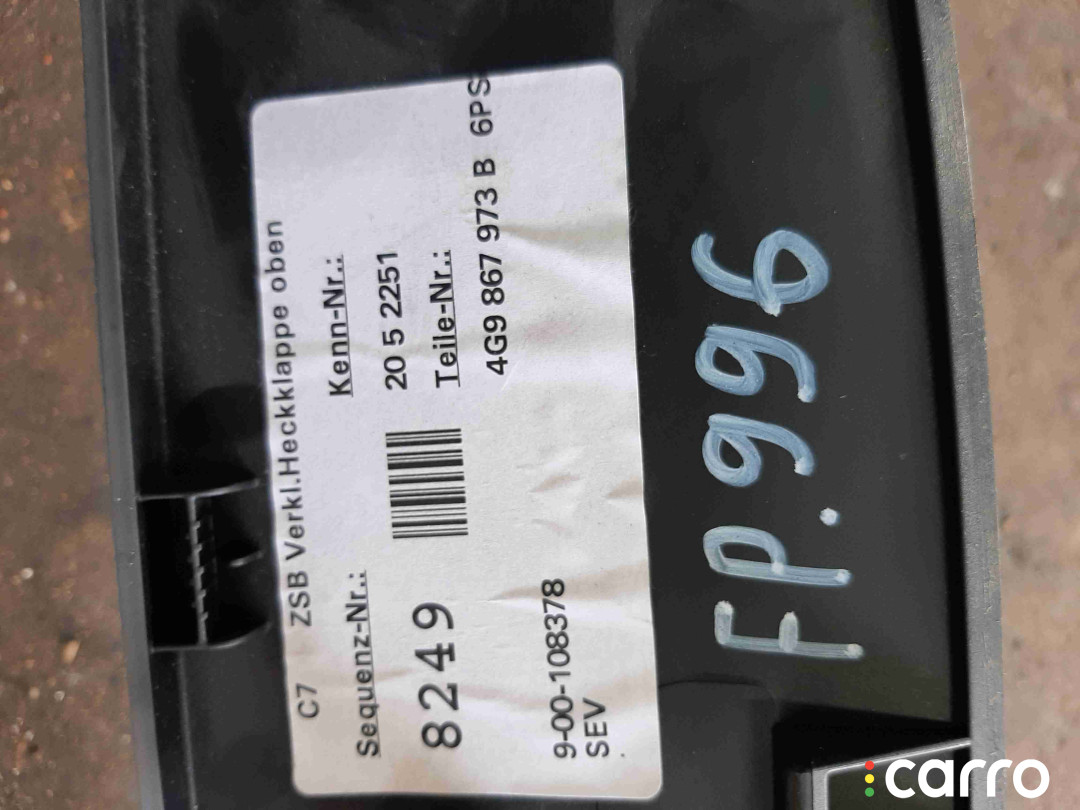 C7 ZSB Verkl.Heckklappe oben
Sequenz-Nr.: Kenn-Nr.:
8249 20 5 2251
Teile-Nr.:
4G9 867 973 B 6PS
9-00-108378
SEV
FP.996
carro